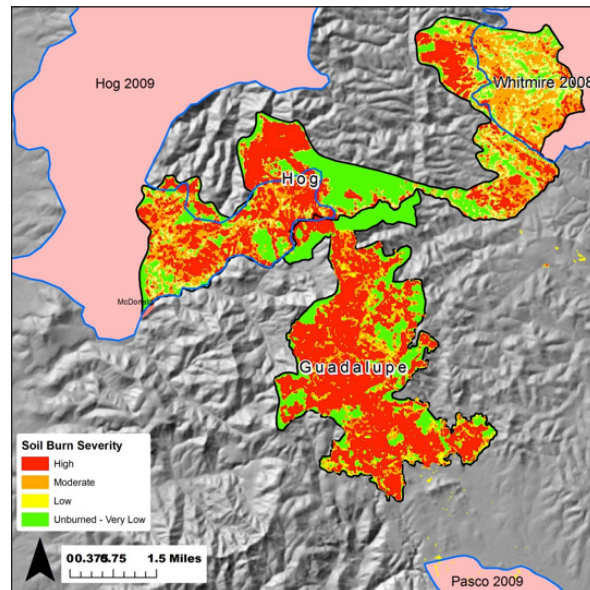 Hog 2009
Whitmire 2008
Hog
McDonald
Guadalupe
Soil Burn Severity
High
Moderate
Low
Unburned - Very Low
0 0.375 0.75 1.5 Miles
Pasco 2009